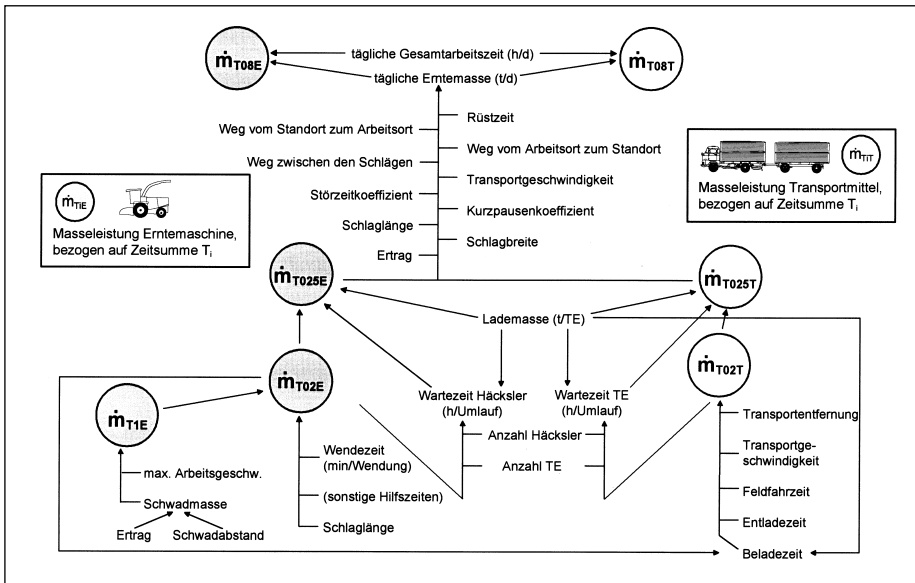 ṁT08E
tägliche Gesamtarbeitszeit (h/d)
ṁT08T
tägliche Erntemasse (t/d)
Rüstzeit
Weg vom Standort zum Arbeitsort
Weg vom Arbeitsort zum Standort
Weg zwischen den Schlägen
Transportgeschwindigkeit
Störzeitkoeffizient
Kurzpausenkoeffizient
Schlaglänge
Schlagbreite
Ertrag
ṁTiE
Masseleistung Erntemaschine,
bezogen auf Zeitsumme Ti
ṁTiT
Masseleistung Transportmittel,
bezogen auf Zeitsumme Ti
ṁT025E
ṁT025T
Lademasse (t/TE)
ṁT02E
ṁT02T
ṁT1E
Wartezeit Häcksler
(h/Umlauf)
Wartezeit TE
(h/Umlauf)
Anzahl Häcksler
Anzahl TE
max. Arbeitsgeschw.
Schwadmasse
Ertrag
Schwadabstand
Wendezeit
(min/Wendung)
(sonstige Hilfszeiten)
Schlaglänge
Transportentfernung
Transportge-
schwindigkeit
Feldfahrzeit
Entladezeit
Beladezeit